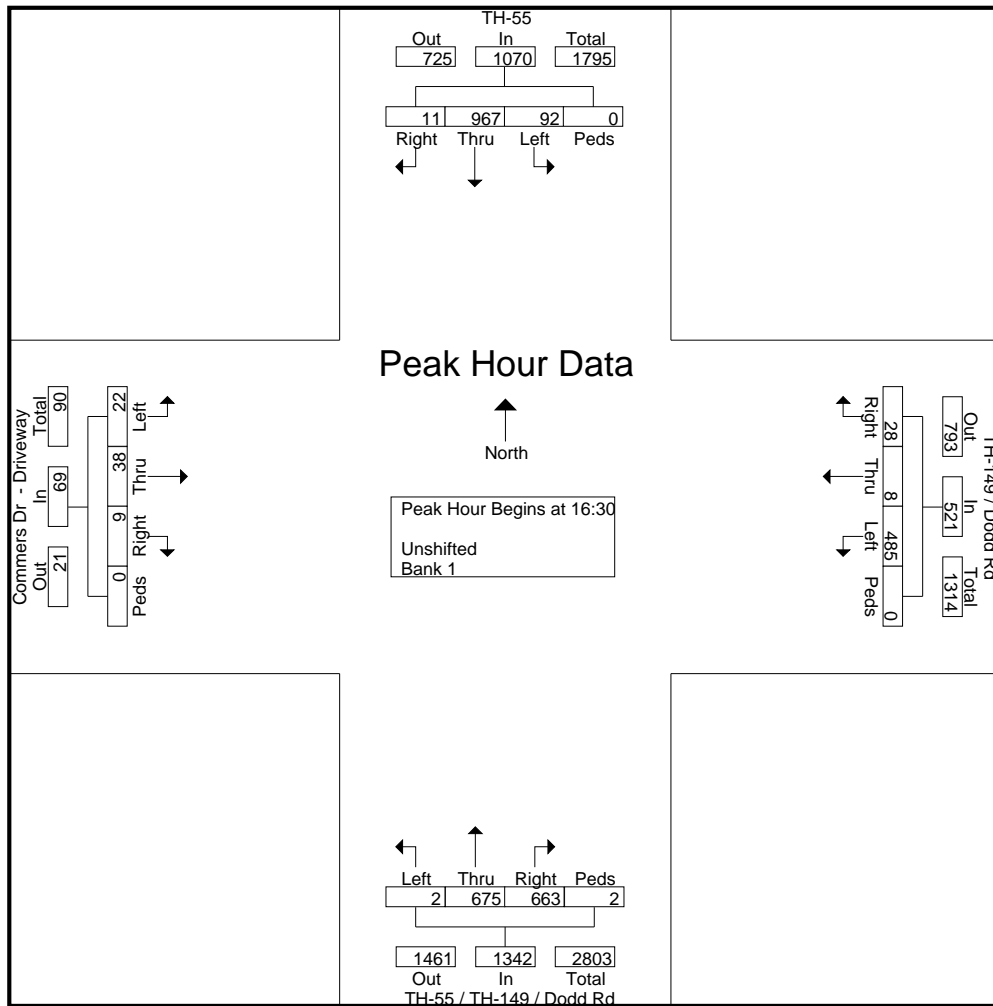 TH-55
Out In Total
725 1070 1795
11 967 92 0
Right Thru Left Peds
Peak Hour Data
North
Peak Hour Begins at 16:30
Unshifted
Bank 1
Commers Dr - Driveway
Out In Total
21 69 90
Left Thru Right Peds
22 38 9 0
TH-149 / Dodd Rd
Out In Total
793 521 1314
Right Thru Left Peds
28 8 485 0
Left Thru Right Peds
2 675 663 2
1461 1342 2803
Out In Total
TH-55 / TH-149 / Dodd Rd